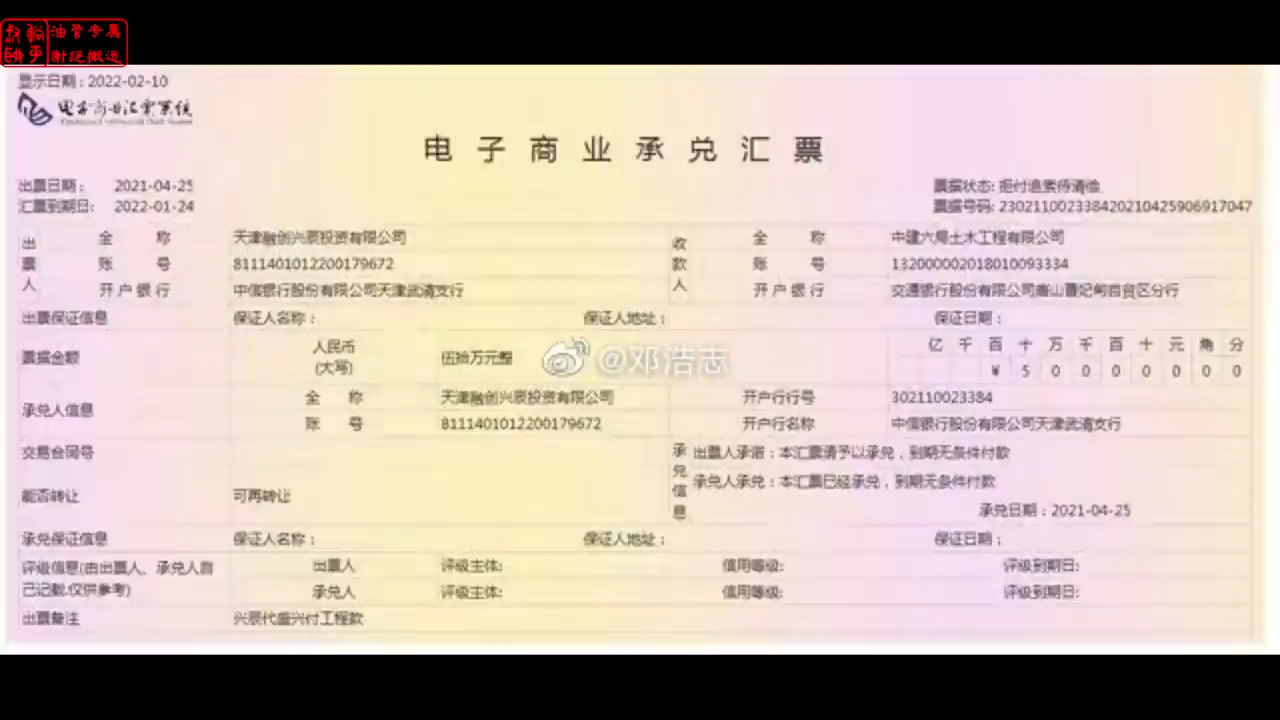 油管专属
谢绝搬运
显示日期：2022-02-10
电子商业汇票系统
电子商业承兑汇票
出票日期： 2021-04-25 票据状态: 拒付追索待清偿
汇票到期日: 2022-01-24 票据号码: 230211002338420210425906917047
出票人 全称 天津融创兴辰投资有限公司 收款人 全称 中建六局土木工程有限公司
账号 8111401012200179672 账号 132000002018010093334
开户银行 中信银行股份有限公司天津武清支行 开户银行 交通银行股份有限公司唐山曹妃甸自贸区分行
出票保证信息 保证人名称： 保证人地址： 保证日期：
票据金额 人民币(大写) 伍拾万元整 亿 千 百 十 万 千 百 十 元 角 分
¥ 5 0 0 0 0 0 0 0
@邓浩志
承兑人信息 全称 天津融创兴辰投资有限公司 开户行行号 302110023384
账号 8111401012200179672 开户行名称 中信银行股份有限公司天津武清支行
交易合同号 承兑信息 出票人承诺：本汇票请予以承兑，到期无条件付款
承兑人承兑：本汇票已经承兑，到期无条件付款
能否转让 可再转让
承兑日期：2021-04-25
承兑保证信息 保证人名称： 保证人地址： 保证日期：
评级信息(由出票人、承兑人自己记载,仅供参考) 出票人 评级主体: 信用等级: 评级到期日:
承兑人 评级主体: 信用等级: 评级到期日:
出票备注 兴辰代盛兴付工程款